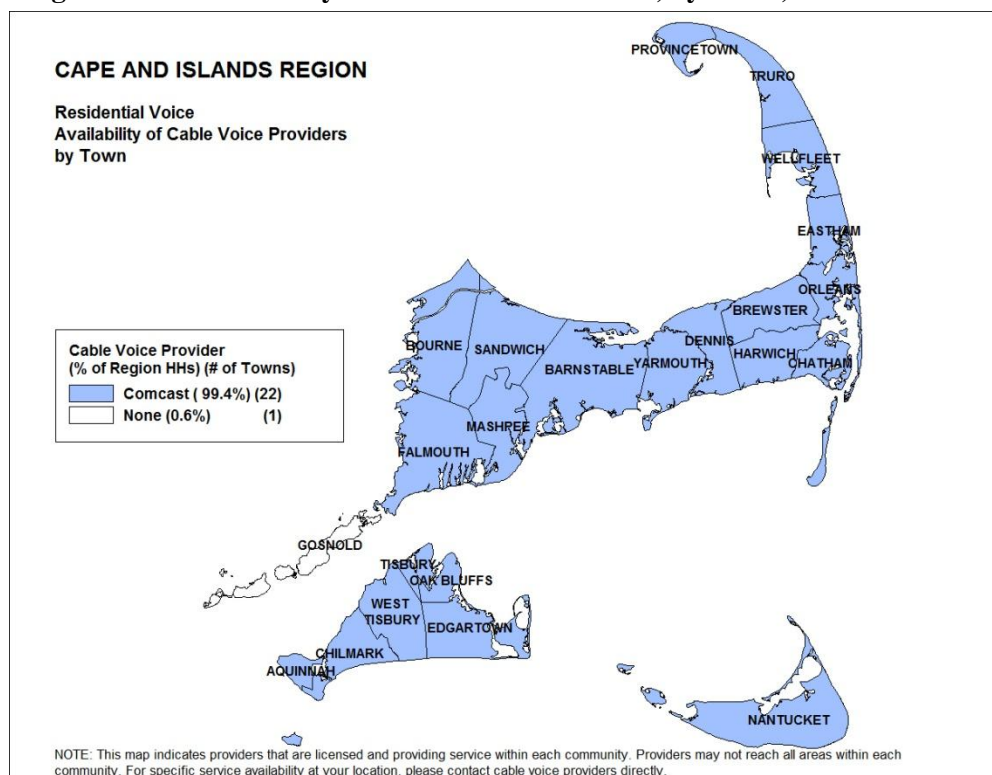 CAPE AND ISLANDS REGION
Residential Voice
Availability of Cable Voice Providers
by Town
PROVINCETOWN
TRURO
WELLFLEET
EASTHAM
ORLEANS
BREWSTER
DENNIS
HARWICH
CHATHAM
BOURNE
SANDWICH
BARNSTABLE
YARMOUTH
MASHPEE
FALMOUTH
Cable Voice Provider
(% of Region HHs) (# of Towns)
Comcast ( 99.4%) (22)
None (0.6%) (1)
GOSNOLD
TISBURY
OAK BLUFFS
WEST
TISBURY
EDGARTOWN
CHILMARK
AQUINNAH
NANTUCKET
NOTE: This map indicates providers that are licensed and providing service within each community. Providers may not reach all areas within each
community. For specific service availability at your location, please contact cable voice providers directly.